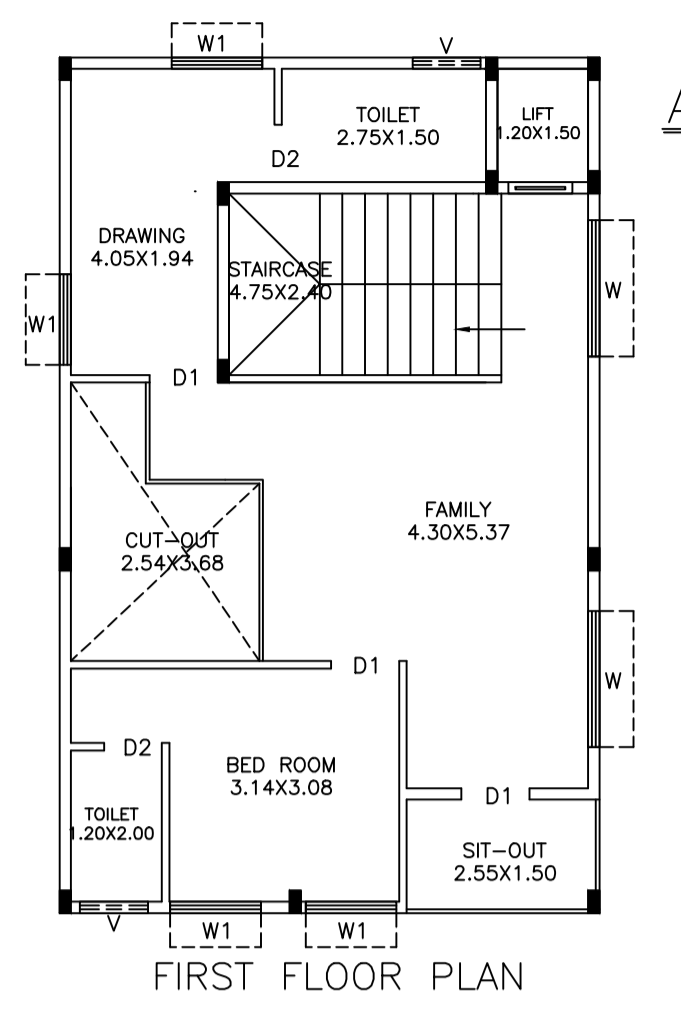 W1
V
TOILET
2.75X1.50
LIFT
1.20X1.50
A
D2
DRAWING
4.05X1.94
STAIRCASE
4.75X2.40
W
W1
D1
FAMILY
4.30X5.37
CUT-OUT
2.54X3.68
D1
W
D2
BED ROOM
3.14X3.08
D1
TOILET
1.20X2.00
SIT-OUT
2.55X1.50
V
W1
W1
FIRST FLOOR PLAN